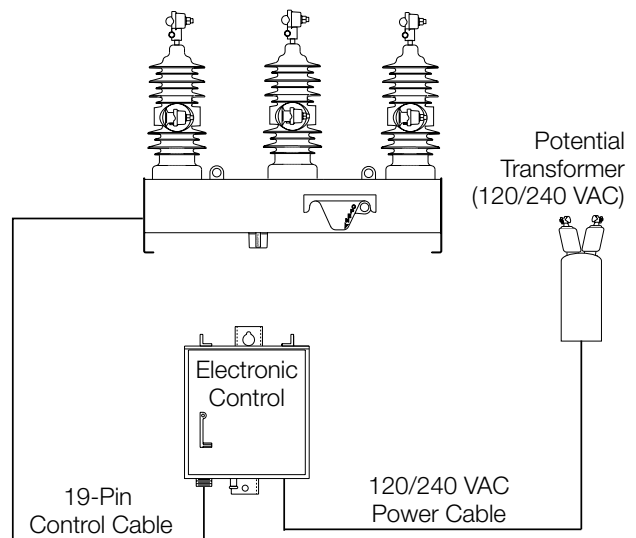 Potential
Transformer
(120/240 VAC)
Electronic
Control
19-Pin
Control Cable
120/240 VAC
Power Cable